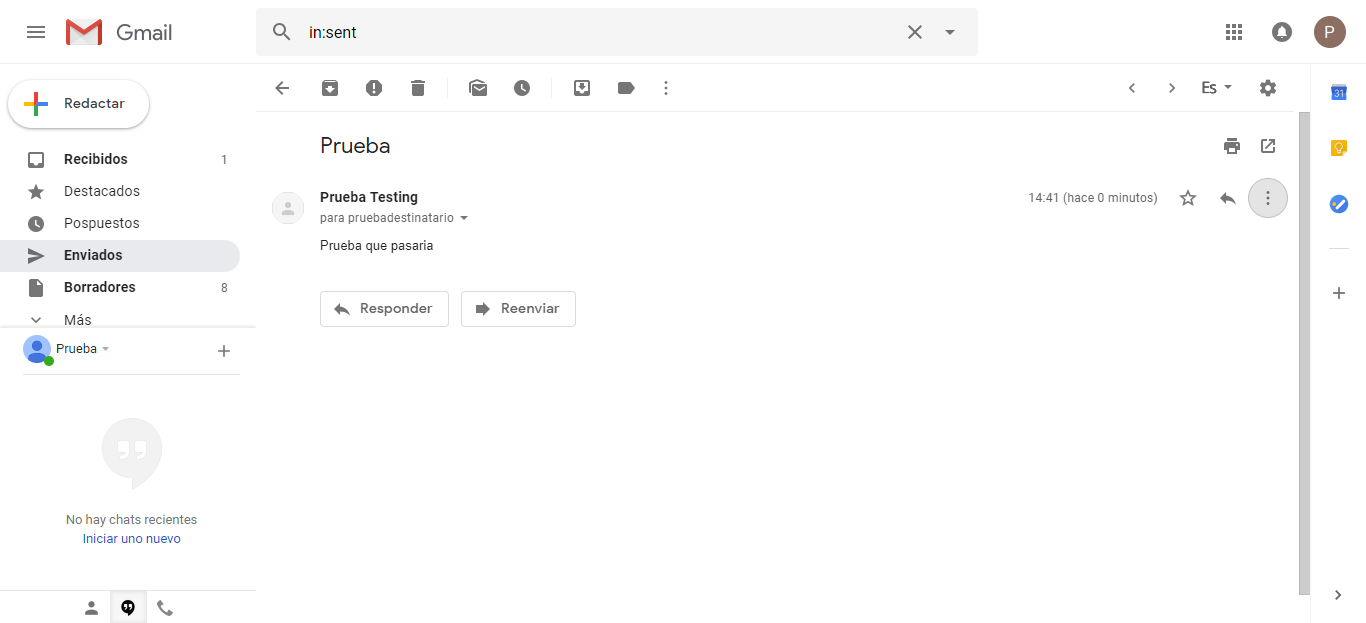 Gmail
in:sent
P
Redactar
Es
31
Prueba
Recibidos 1
Destacados
Pospuestos
Enviados
Borradores 8
Más
Prueba Testing
14:41 (hace 0 minutos)
para pruebadestinatario
Prueba que pasaria
Responder
Reenviar
Prueba
No hay chats recientes
Iniciar uno nuevo